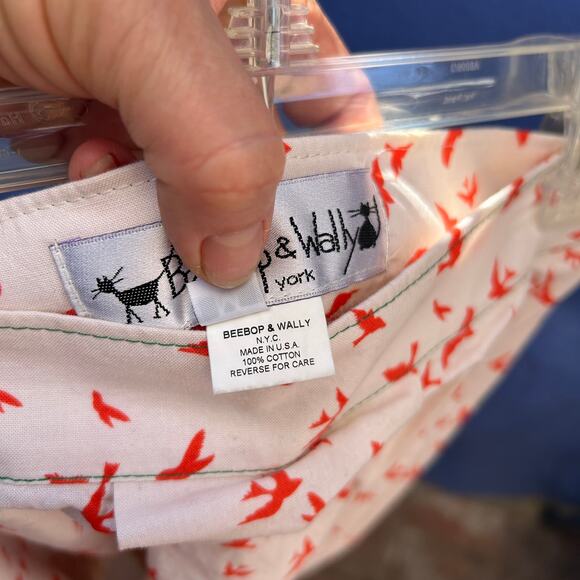 & Wally
york
BEEBOP & WALLY
N.Y.C.
MADE IN U.S.A.
100% COTTON
REVERSE FOR CARE